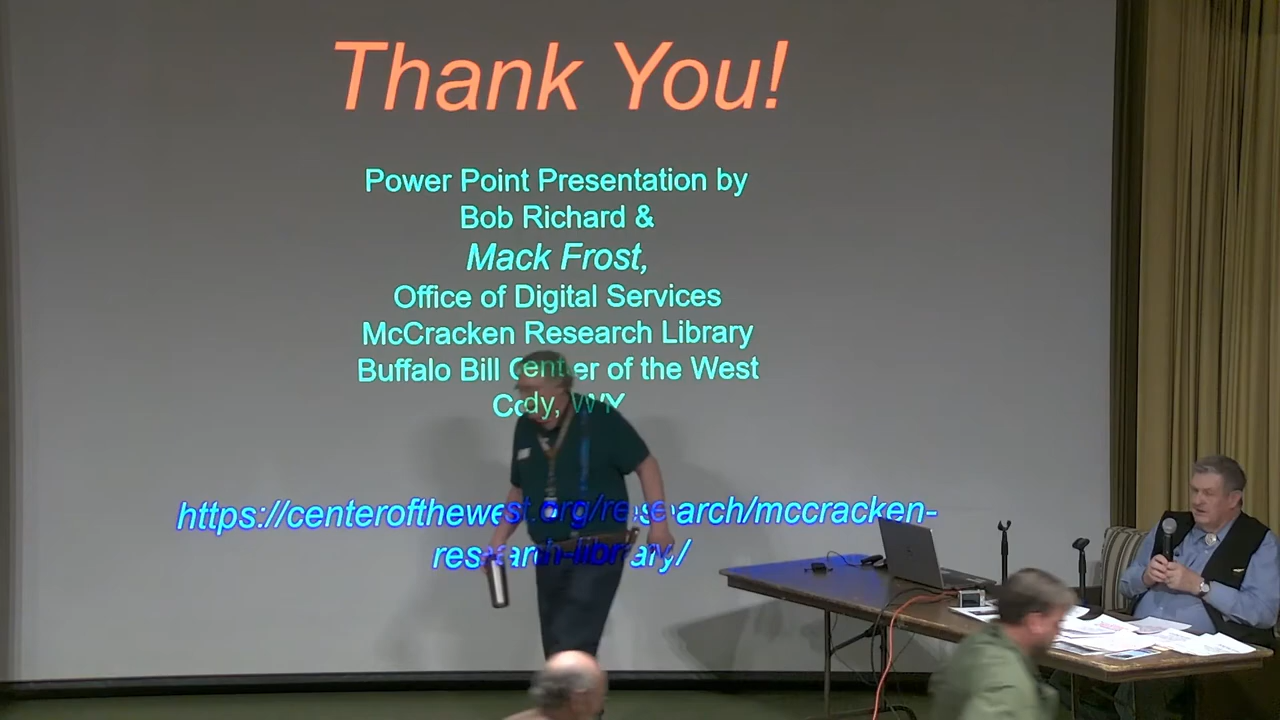 Thank You!
Power Point Presentation by
Bob Richard &
Mack Frost,
Office of Digital Services
McCracken Research Library
Buffalo Bill Center of the West
Cody, WY
https://centerofthewest.org/research/mccracken-
research-library/